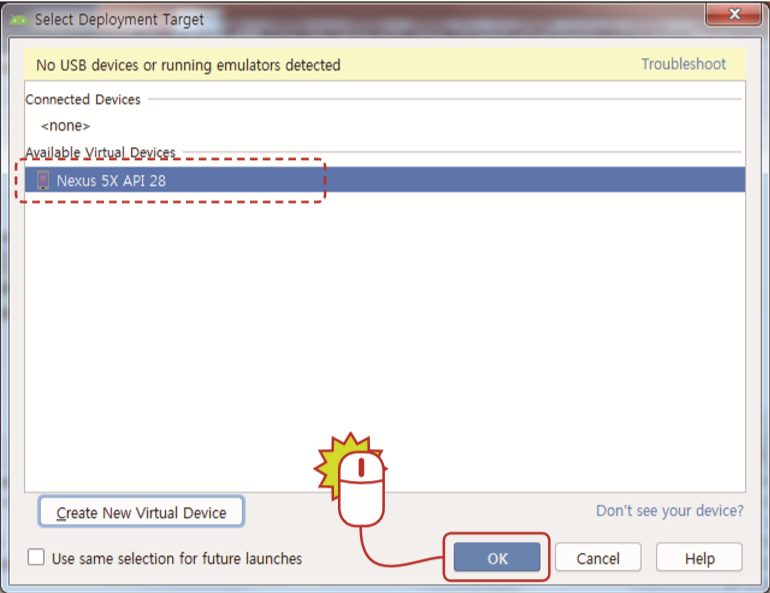 Select Deployment Target
No USB devices or running emulators detected Troubleshoot
Connected Devices
<none>
Available Virtual Devices
Nexus 5X API 28
Create New Virtual Device Don't see your device?
Use same selection for future launches OK Cancel Help